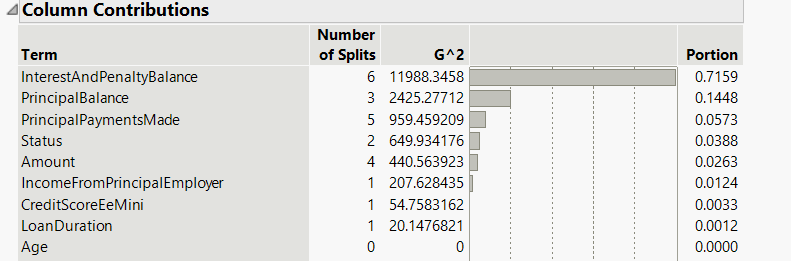 Column Contributions
Number
Term of Splits G^2 Portion
InterestAndPenaltyBalance 6 11988.3458 0.7159
PrincipalBalance 3 2425.27712 0.1448
PrincipalPaymentsMade 5 959.459209 0.0573
Status 2 649.934176 0.0388
Amount 4 440.563923 0.0263
IncomeFromPrincipalEmployer 1 207.628435 0.0124
CreditScoreEeMini 1 54.7583162 0.0033
LoanDuration 1 20.1476821 0.0012
Age 0 0 0.0000